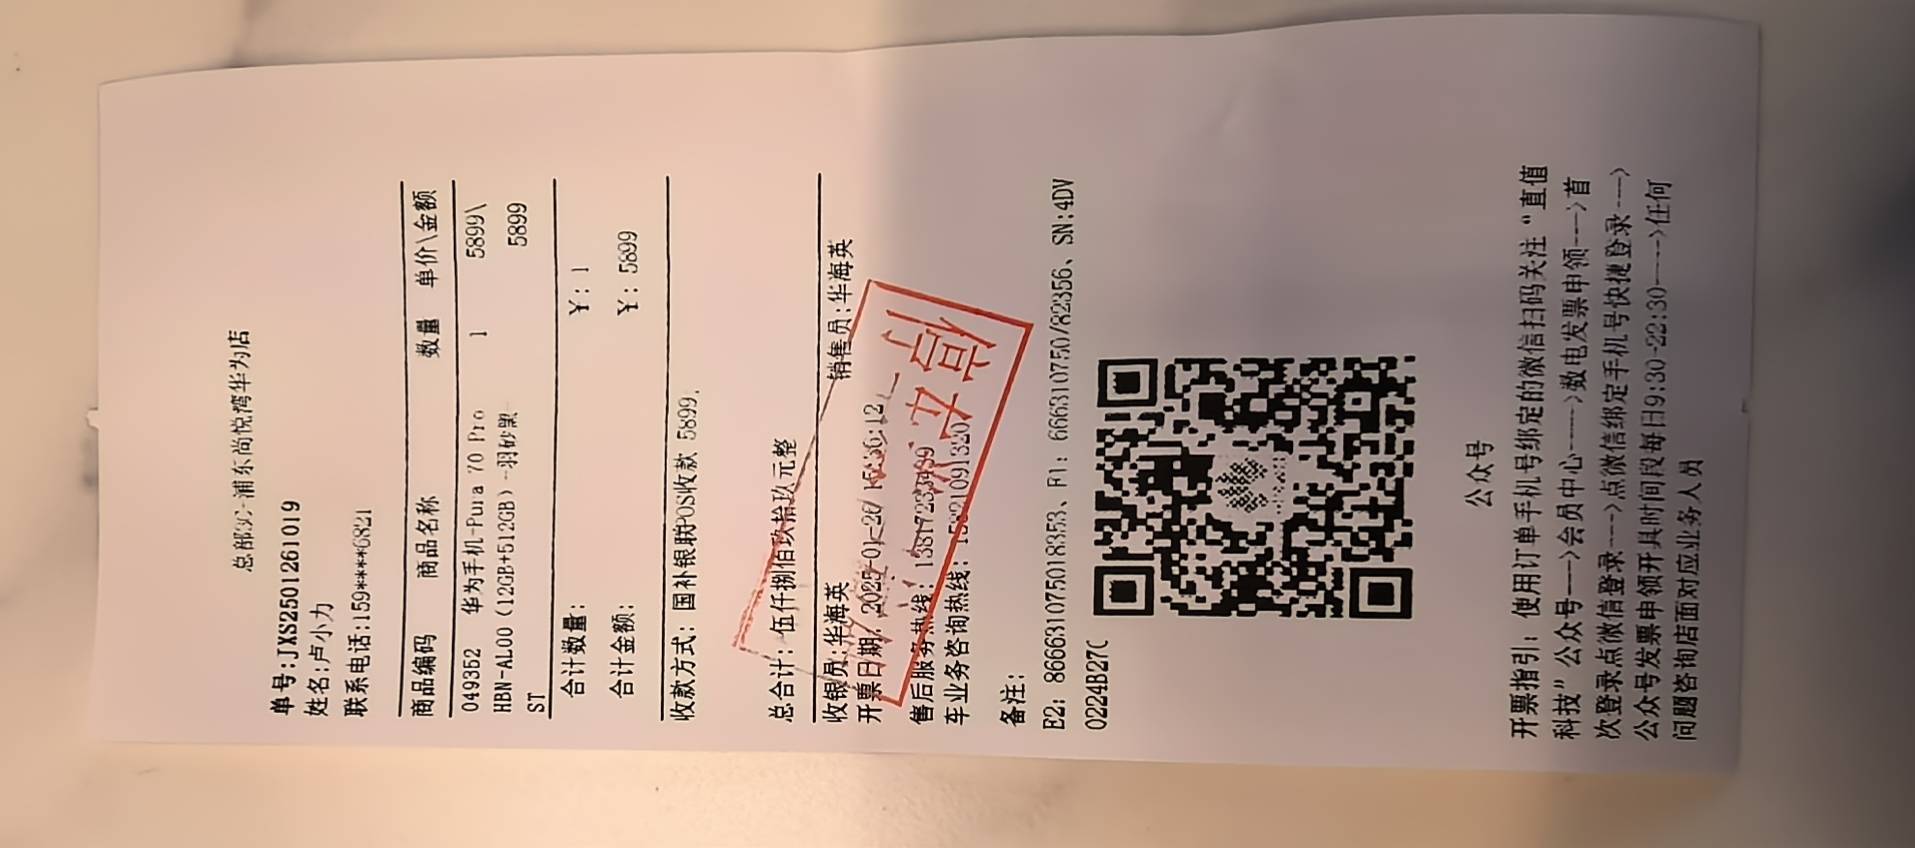 浦东尚悦湾华为店
单号:JXS2501261019
姓名:卢小力
联系电话:159****6821
商品编码 商品名称 数量 单价\金额
049352 华为手机-Pura 70 Pro 1 5899\
HBN-AL00(12GB+512GB)-羽砂黑- 5899
ST
合计数量: ¥:1
合计金额: ¥:5899
收款方式:国补银联POS收款 5899.
总合计:伍仟捌佰玖拾玖元整
收银员:华海英 销售员:华海英
开票日期:2025-01-26 15:36:12
售后服务热线:
车业务咨询热线:
备注:
E2:866631075018353、F1:666310750782356、SN:4DV
0224B27C
公众号
开票指引:使用订单手机号绑定的微信扫码关注“直值
科技”公众号--->会员中心---->数电发票申领--->首
次登录点微信登录--->点微信绑定手机号快捷登录--->
公众号发票申领开具时间段每日9:30-22:30---->任何
问题咨询店面对应业务人员